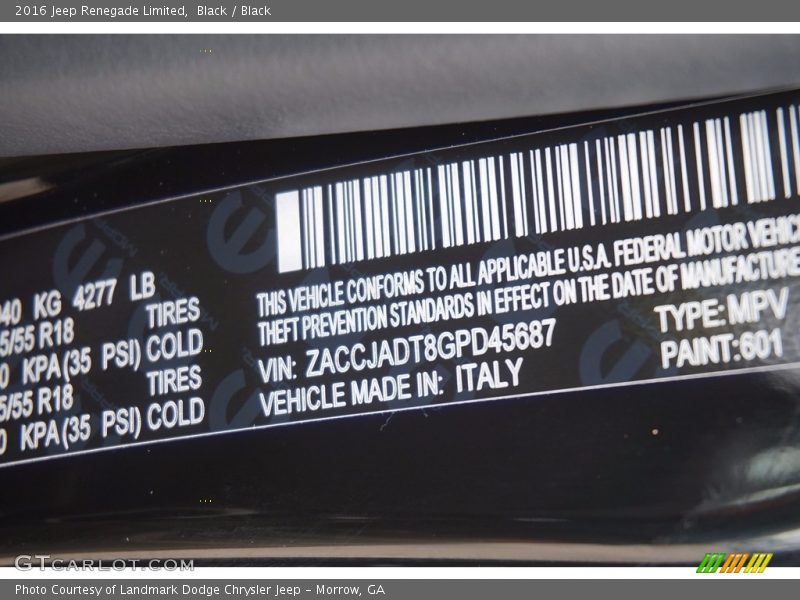 2016 Jeep Renegade Limited, Black / Black
KG 4277 LB
5/55 R18 TIRES
KPA(35 PSI) COLD
5/55 R18 TIRES
KPA(35 PSI) COLD
THIS VEHICLE CONFORMS TO ALL APPLICABLE U.S.A. FEDERAL MOTOR
THEFT PREVENTION STANDARDS IN EFFECT ON THE DATE OF MANUFACTURE
VIN: ZACCJADT8GPD45687 TYPE: MPV
VEHICLE MADE IN: ITALY PAINT: 601
GTCARLOT.COM
Photo Courtesy of Landmark Dodge Chrysler Jeep – Morrow, GA